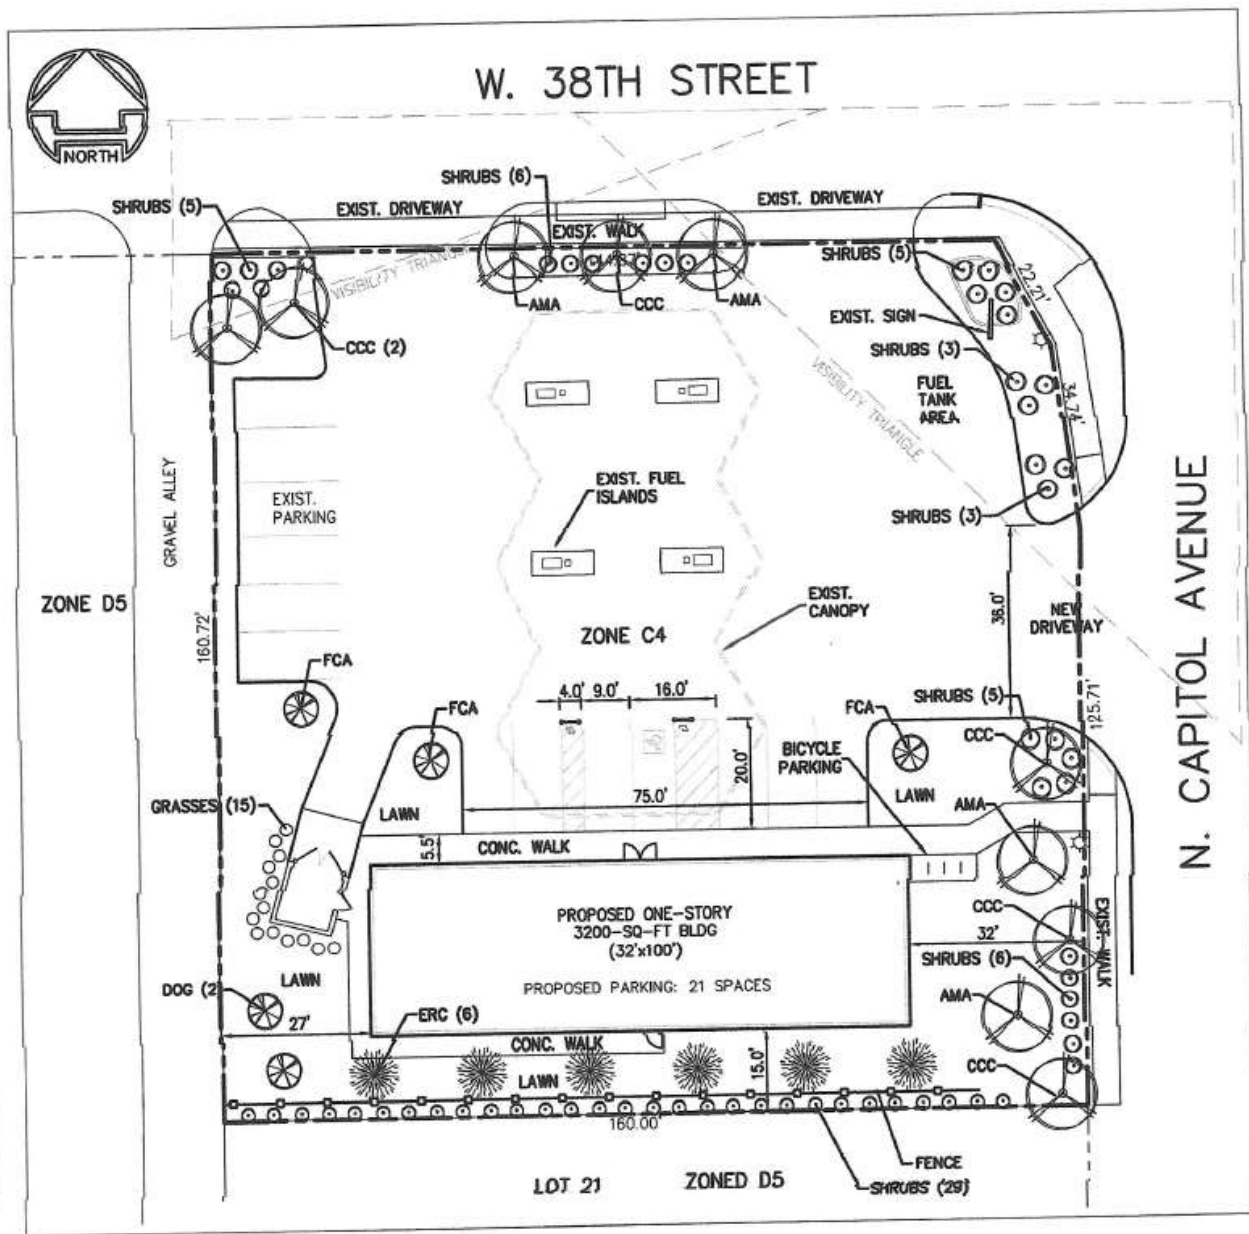 W. 38TH STREET
NORTH
SHRUBS (6)
SHRUBS (5)
EXIST. DRIVEWAY
EXIST. DRIVEWAY
EXIST. WALK
SHRUBS (5)
22.21'
VISIBILITY TRIANGLE
AMA
CCC
AMA
EXIST. SIGN
CCC (2)
SHRUBS (3)
VISIBILITY TRIANGLE
FUEL
TANK
AREA
34.74'
GRAVEL ALLEY
EXIST.
PARKING
EXIST. FUEL
ISLANDS
SHRUBS (3)
N. CAPITOL AVENUE
ZONE D5
EXIST.
CANOPY
36.0'
NEW
DRIVEWAY
160.72'
ZONE C4
FCA
4.0'
9.0'
16.0'
SHRUBS (5)
125.71'
FCA
FCA
CCC
BICYCLE
PARKING
20.0'
GRASSES (15)
LAWN
75.0'
LAWN
AMA
5.5'
CONC. WALK
PROPOSED ONE-STORY
3200-SQ-FT BLDG
(32'x100')
CCC
32'
EXIST. WALK
SHRUBS (6)
LAWN
PROPOSED PARKING: 21 SPACES
DOG (2
AMA
27'
ERC (6)
CONC. WALK
15.0'
LAWN
CCC
160.00'
FENCE
LOT 21
ZONED D5
SHRUBS (29)